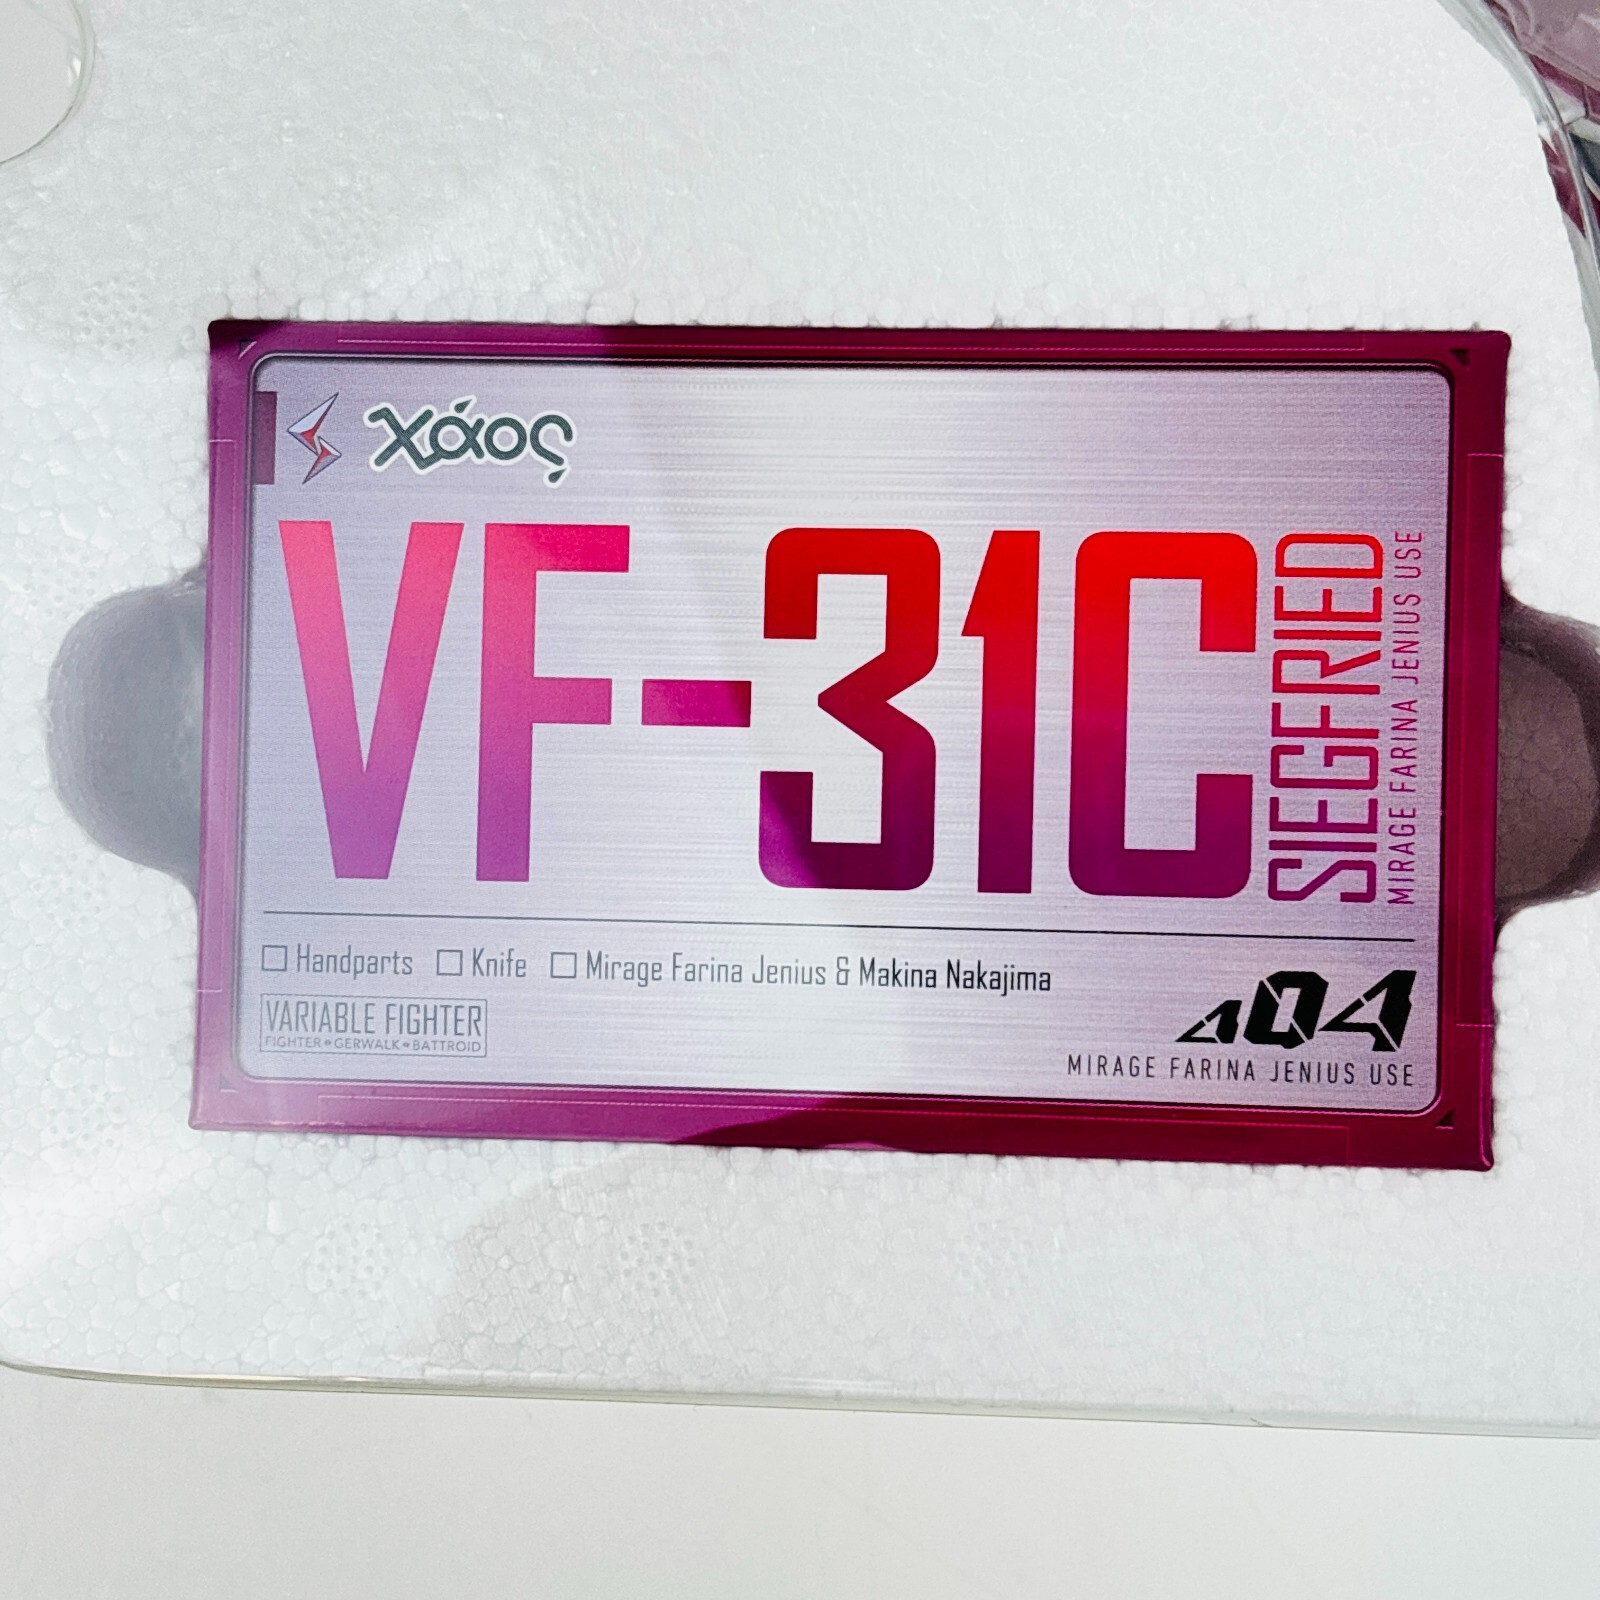 χάος
VF-31C
SIEGFRIED
MIRAGE FARINA JENIUS USE
Handparts Knife Mirage Farina Jenius & Makina Nakajima
VARIABLE FIGHTER
FIGHTER GERWALK BATTROID
404
MIRAGE FARINA JENIUS USE